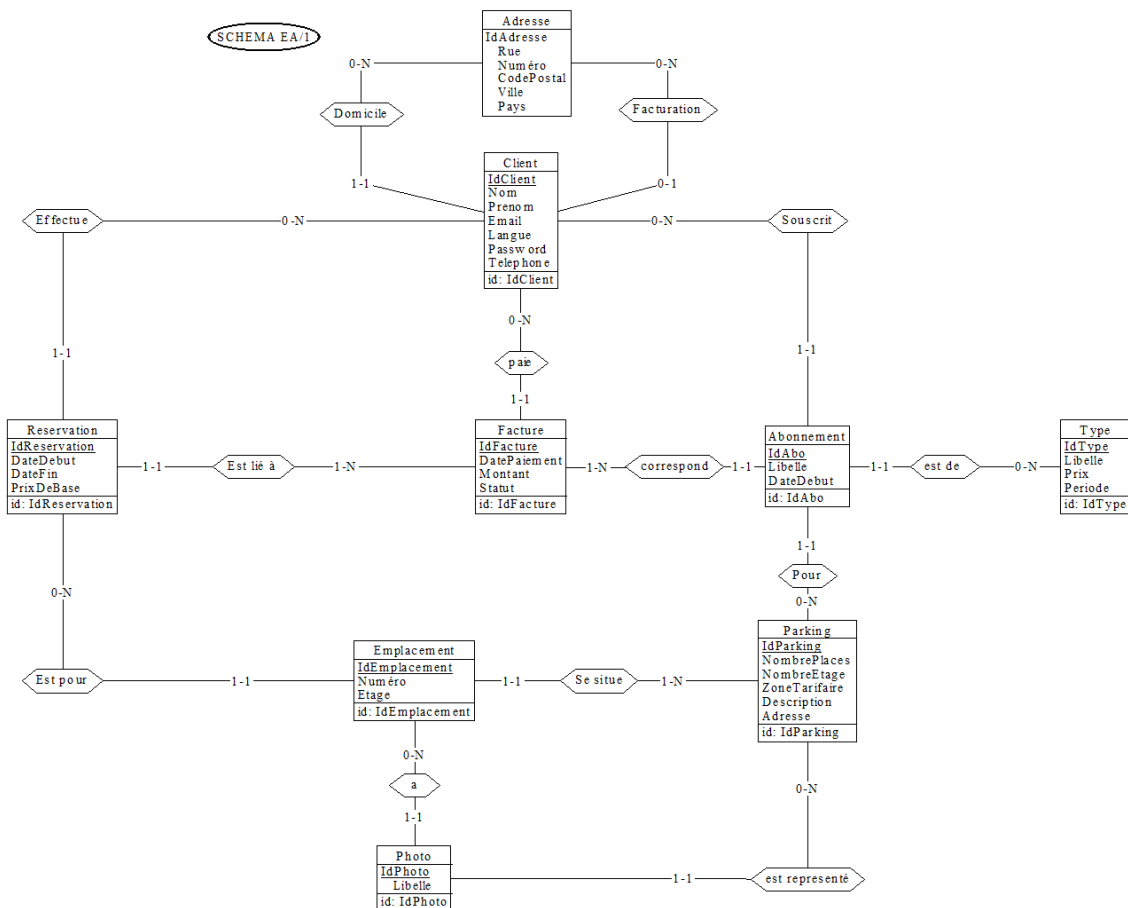 SCHEMA EA/1
Adresse
IdAdresse
Rue
Numéro
CodePostal
Ville
Pays
0-N
0-N
Domicile
Facturation
1-1
0-1
Client
IdClient
Nom
Prenom
Email
Langue
Password
Telephone
id: IdClient
Effectue
0-N
0-N
Souscrit
0-N
1-1
1-1
paie
1-1
Reservation
IdReservation
DateDebut
DateFin
PrixDeBase
id: IdReservation
1-1
Est lié à
1-N
Facture
IdFacture
DatePaiement
Montant
Statut
id: IdFacture
1-N
correspond
1-1
Abonnement
IdAbo
Libelle
DateDebut
id: IdAbo
1-1
est de
0-N
Type
IdType
Libelle
Prix
Periode
id: IdType
1-1
Pour
0-N
0-N
Est pour
1-1
Emplacement
IdEmplacement
Numéro
Etage
id: IdEmplacement
1-1
Se situe
1-N
Parking
IdParking
NombrePlaces
NombreEtage
ZoneTarifaire
Description
Adresse
id: IdParking
0-N
a
1-1
0-N
Photo
IdPhoto
Libelle
id: IdPhoto
1-1
est representé